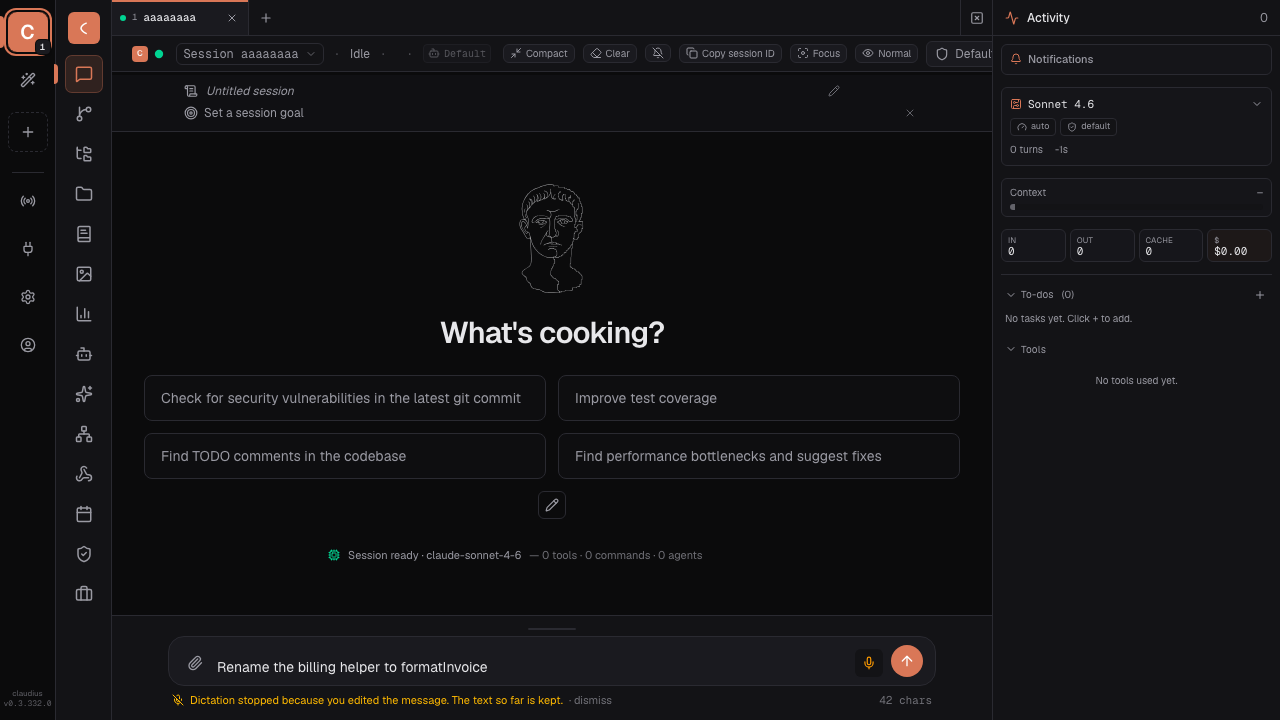 C
1
claudius
v0.3.332.0
1 aaaaaaaa
C
Session aaaaaaaa
· Idle · ·
Default
Compact
Clear
Copy session ID
Focus
Normal
Defaul
Untitled session
Set a session goal
What's cooking?
Check for security vulnerabilities in the latest git commit
Improve test coverage
Find TODO comments in the codebase
Find performance bottlenecks and suggest fixes
Session ready · claude-sonnet-4-6 — 0 tools · 0 commands · 0 agents
Rename the billing helper to formatInvoice
Dictation stopped because you edited the message. The text so far is kept. · dismiss
42 chars
Activity 0
Notifications
Sonnet 4.6
auto
default
0 turns -1s
Context –
IN
0
OUT
0
CACHE
0
$
$0.00
To-dos (0)
No tasks yet. Click + to add.
Tools
No tools used yet.